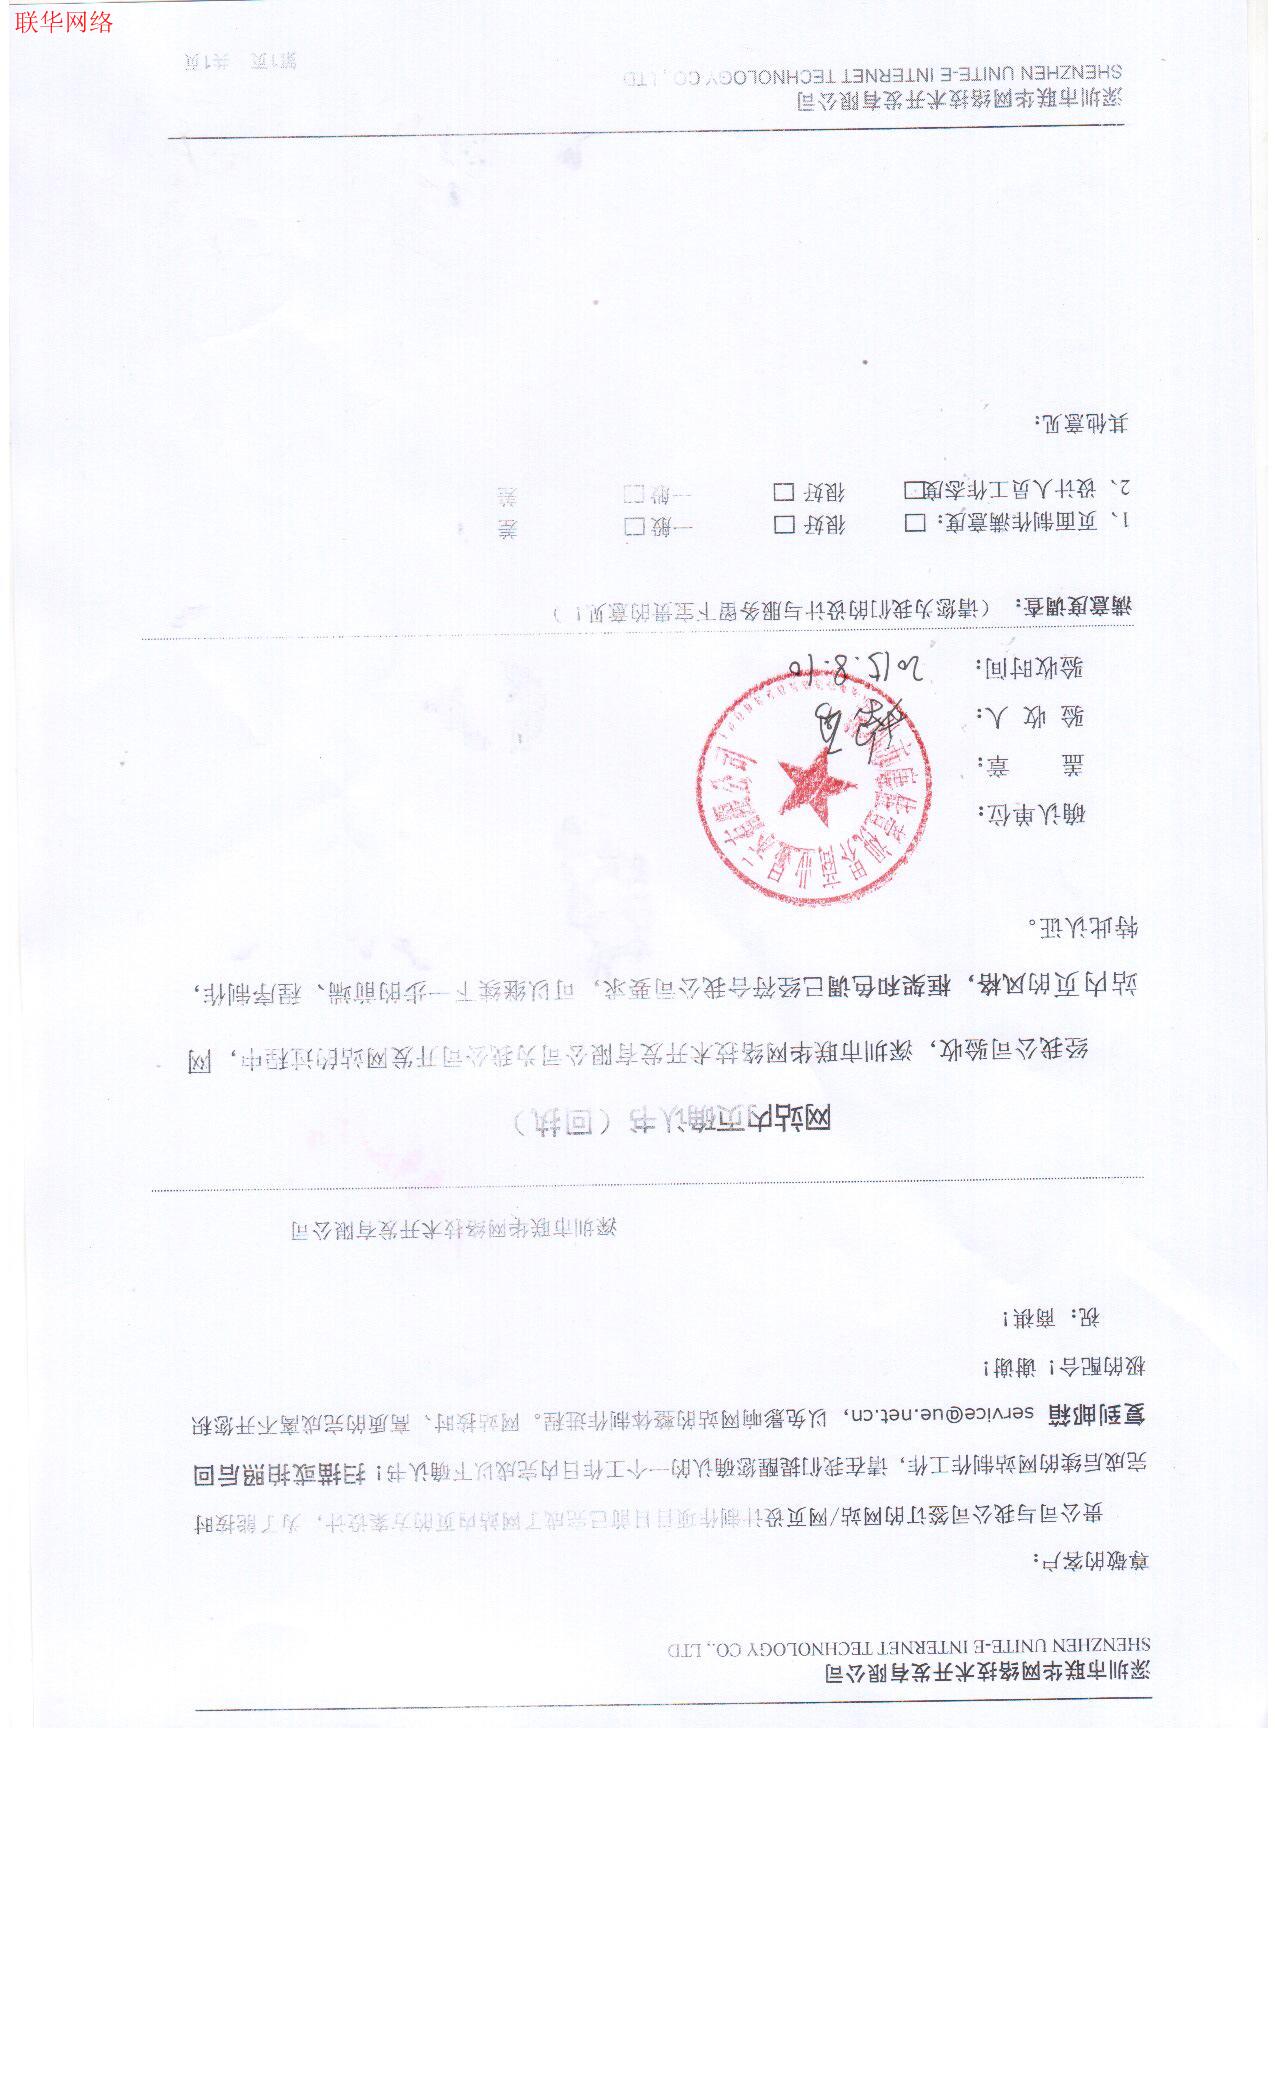 联华网络
深圳市联华网络技术开发有限公司
SHENZHEN UNITE-E INTERNET TECHNOLOGY CO., LTD
尊敬的客户:
贵公司与我公司签订的网站/网页设计制作项目目前已完成了网站内页的方案设计，为了能按时
完成后续的网站制作工作，请在我们提醒您确认的一个工作日内完成以下确认书！扫描或拍照后回
复到邮箱 service@ue.net.cn，以免影响网站的整体制作进程。网站按时、高质的完成离不开您积
极的配合！谢谢！
祝：商祺！
深圳市联华网络技术开发有限公司
网站内页确认书（回执）
经我公司验收，深圳市联华网络技术开发有限公司为我公司开发网站的过程中，网
站内页的风格，框架和色调已经符合我公司要求，可以继续下一步的前端、程序制作，
特此认证。
确认单位:
盖 章:
验 收 人:
验收时间: 2015.8.10
满意度调查：（请您为我们的设计与服务留下宝贵的意见！）
1、页面制作满意度：□ 很好 □ 一般 □ 差
2、设计人员工作态度□ 很好 □ 一般 □ 差
其他意见:
深圳市联华网络技术开发有限公司
SHENZHEN UNITE-E INTERNET TECHNOLOGY CO., LTD
第1页 共1页